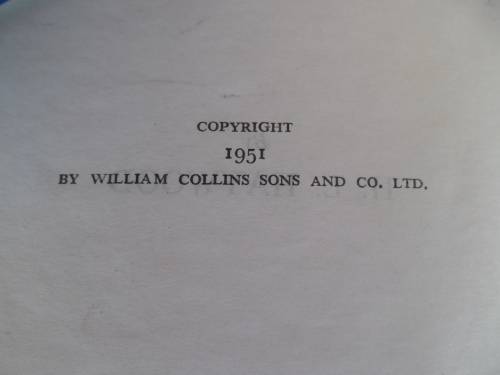 COPYRIGHT
1951
BY WILLIAM COLLINS SONS AND CO. LTD.